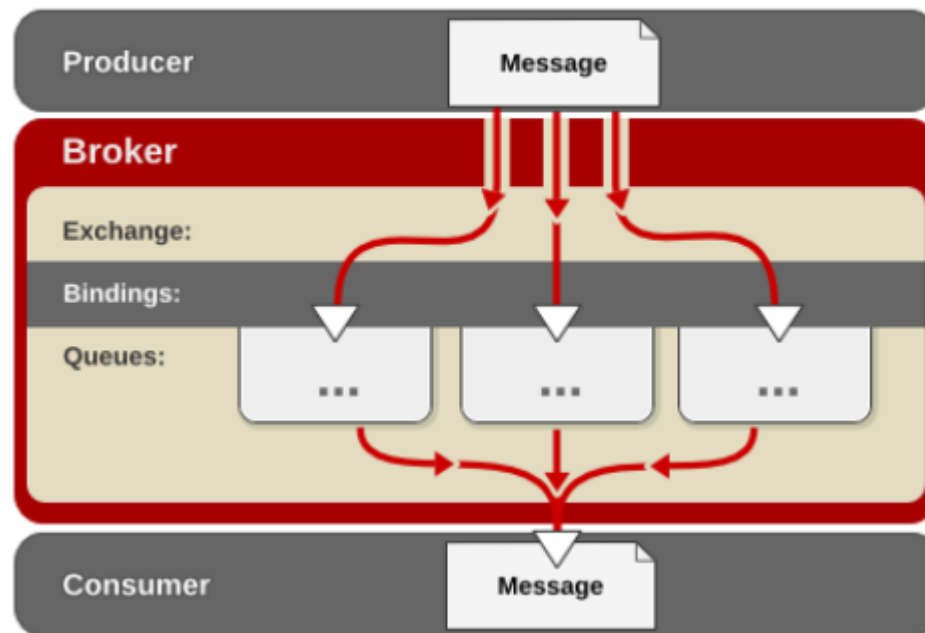 Producer
Message
Broker
Exchange:
Bindings:
Queues:
... ... ...
Consumer
Message